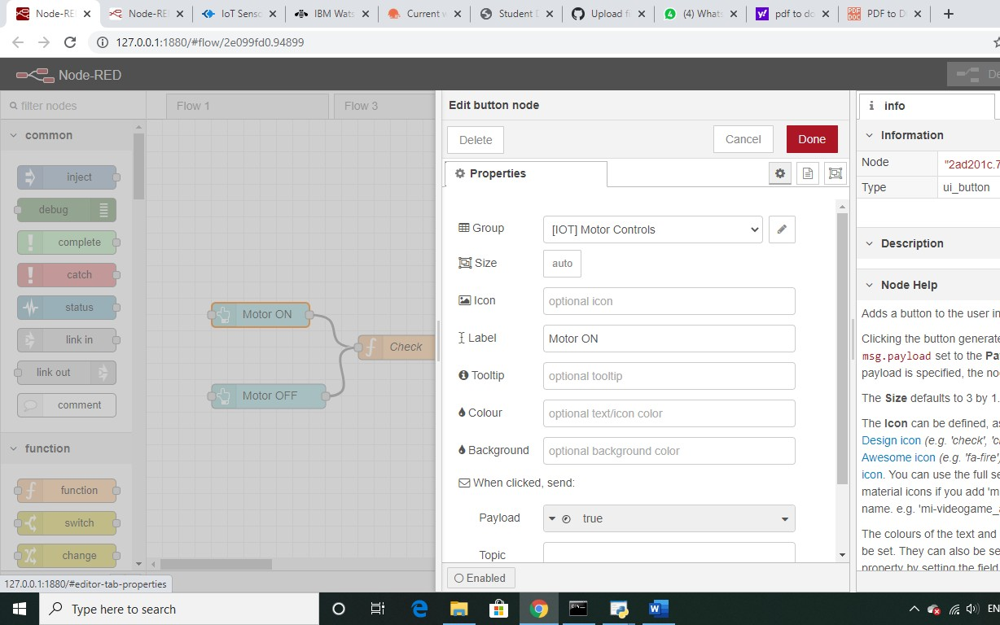 Node-RE
Node-RE
IoT Senso
IBM Wats
Current w
Student D
Upload fi
(4) Whats
pdf to do
PDF to D
127.0.0.1:1880/#flow/2e099fd0.94899
Node-RED
De
filter nodes
common
inject
debug
complete
catch
status
link in
link out
comment
function
function
switch
change
Flow 1
Flow 3
Motor ON
Motor OFF
Check
Edit button node
Delete
Cancel
Done
Properties
Group
[IOT] Motor Controls
Size
auto
Icon
optional icon
Label
Motor ON
Tooltip
optional tooltip
Colour
optional text/icon color
Background
optional background color
When clicked, send:
Payload
true
Topic
Enabled
info
Information
Node
"2ad201c.7
Type
ui_button
Description
Node Help
Adds a button to the user in
Clicking the button generate
msg.payload set to the Pa
payload is specified, the no
The Size defaults to 3 by 1.
The Icon can be defined, as
Design icon (e.g. 'check', 'c
Awesome icon (e.g. 'fa-fire'
icon. You can use the full se
material icons if you add 'm
name. e.g. 'mi-videogame_a
The colours of the text and
be set. They can also be se
property by setting the field
127.0.0.1:1880/#editor-tab-properties
Type here to search
EN